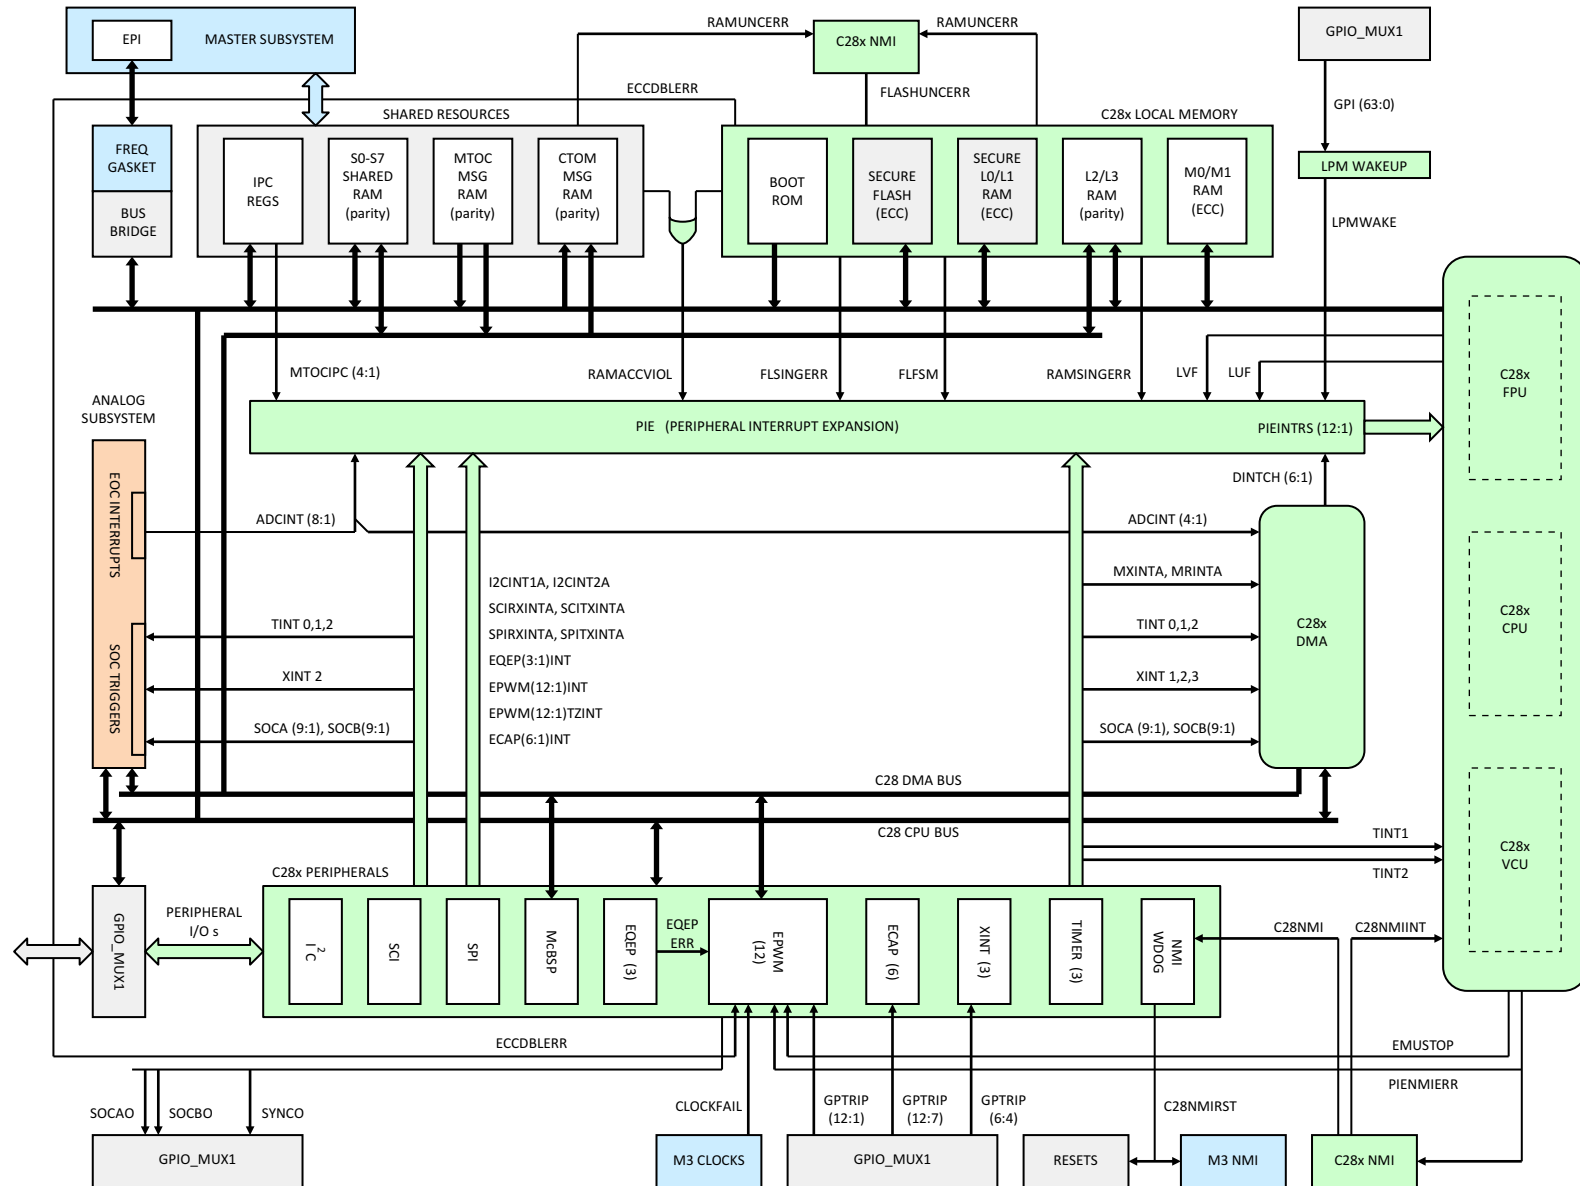 EPI
MASTER SUBSYSTEM
RAMUNCERR
C28x NMI
RAMUNCERR
GPIO_MUX1
ECCDBLERR
FLASHUNCERR
GPI (63:0)
SHARED RESOURCES
C28x LOCAL MEMORY
FREQ
GASKET
BUS
BRIDGE
IPC
REGS
S0-S7
SHARED
RAM
(parity)
MTOC
MSG
RAM
(parity)
CTOM
MSG
RAM
(parity)
BOOT
ROM
SECURE
FLASH
(ECC)
SECURE
L0/L1
RAM
(ECC)
L2/L3
RAM
(parity)
M0/M1
RAM
(ECC)
LPM WAKEUP
LPMWAKE
MTOCIPC (4:1)
RAMACCVIOL
FLSINGERR
FLFSM
RAMSINGERR
LVF
LUF
C28x
FPU
ANALOG
SUBSYSTEM
PIE (PERIPHERAL INTERRUPT EXPANSION)
PIEINTRS (12:1)
DINTCH (6:1)
EOC INTERRUPTS
SOC TRIGGERS
ADCINT (8:1)
ADCINT (4:1)
I2CINT1A, I2CINT2A
SCIRXINTA, SCITXINTA
SPIRXINTA, SPITXINTA
EQEP(3:1)INT
EPWM(12:1)INT
EPWM(12:1)TZINT
ECAP(6:1)INT
MXINTA, MRINTA
TINT 0,1,2
TINT 0,1,2
XINT 2
XINT 1,2,3
SOCA (9:1), SOCB(9:1)
SOCA (9:1), SOCB(9:1)
C28x
DMA
C28x
CPU
C28 DMA BUS
C28 CPU BUS
TINT1
TINT2
C28x
VCU
C28x PERIPHERALS
GPIO_MUX1
PERIPHERAL
I/O s
I2C
SCI
SPI
McBSP
EQEP (3)
EQEP
ERR
EPWM
(12)
ECAP (6)
XINT (3)
TIMER (3)
NMI
WDOG
C28NMI
C28NMIINT
ECCDBLERR
EMUSTOP
PIENMIERR
SOCAO
SOCBO
SYNCO
CLOCKFAIL
GPTRIP
(12:1)
GPTRIP
(12:7)
GPTRIP
(6:4)
C28NMIRST
GPIO_MUX1
M3 CLOCKS
GPIO_MUX1
RESETS
M3 NMI
C28x NMI